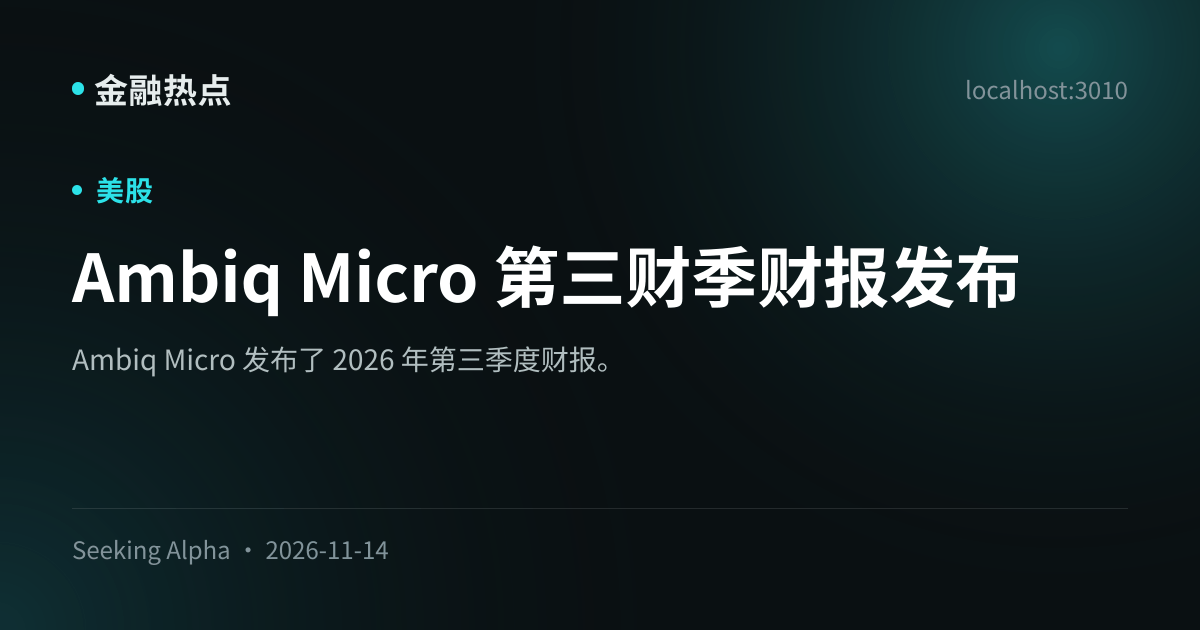 金融热点
localhost:3010
美股
Ambiq Micro 第三财季财报发布
Ambiq Micro 发布了 2026 年第三季度财报。
Seeking Alpha • 2026-11-14